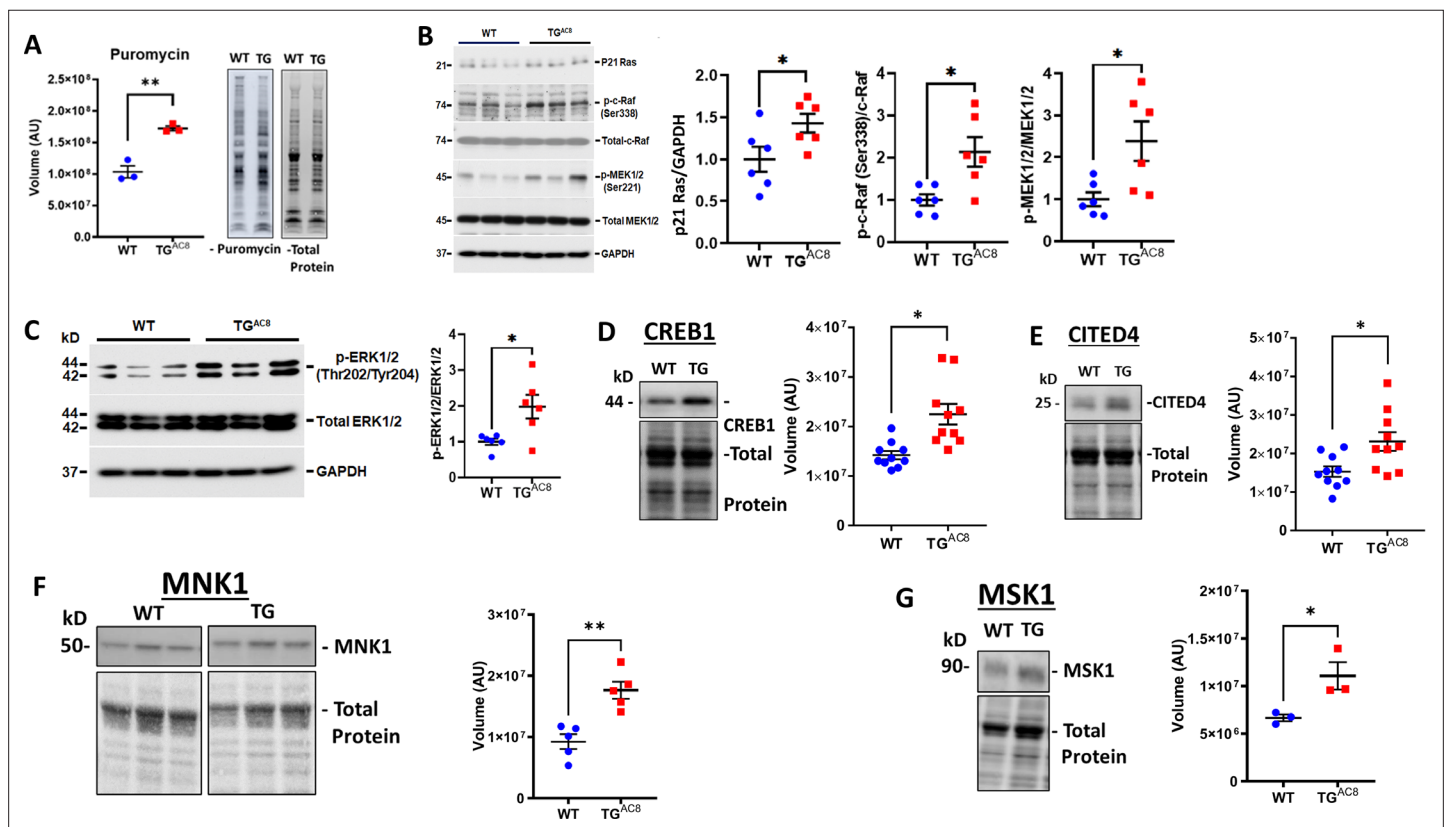 A
Puromycin
WT TG WT TG
2.5×10⁸
**
2.0×10⁸
1.5×10⁸
1.0×10⁸
5.0×10⁷
0.0
Volume (AU)
WT TG^AC8
- Puromycin
-Total
Protein
B
WT TG^AC8
21 P21 Ras
74 p-c-Raf
(Ser338)
74 Total-c-Raf
45 p-MEK1/2
(Ser221)
45 Total MEK1/2
37 GAPDH
*
2.0
1.5
1.0
0.5
0.0
p21 Ras/GAPDH
WT TG^AC8
*
4
3
2
1
0
p-c-Raf (Ser338)/c-Raf
WT TG^AC8
*
4
3
2
1
0
p-MEK1/2/MEK1/2
WT TG^AC8
C
kD WT TG^AC8
44
42
p-ERK1/2
(Thr202/Tyr204)
44
42
Total ERK1/2
37 GAPDH
*
4
3
2
1
0
p-ERK1/2/ERK1/2
WT TG^AC8
D
CREB1
WT TG
kD
44 -
CREB1
-Total
Protein
*
4×10⁷
3×10⁷
2×10⁷
1×10⁷
0
Volume (AU)
WT TG^AC8
E
CITED4
WT TG
kD
25 -CITED4
-Total
Protein
*
5×10⁷
4×10⁷
3×10⁷
2×10⁷
1×10⁷
0
Volume (AU)
WT TG^AC8
F
MNK1
kD WT TG
50- - MNK1
- Total
Protein
**
3×10⁷
2×10⁷
1×10⁷
0
Volume (AU)
WT TG^AC8
G
MSK1
WT TG
kD
90- - MSK1
- Total
Protein
*
2×10⁷
1×10⁷
1×10⁷
5×10⁶
0
Volume (AU)
WT TG^AC8